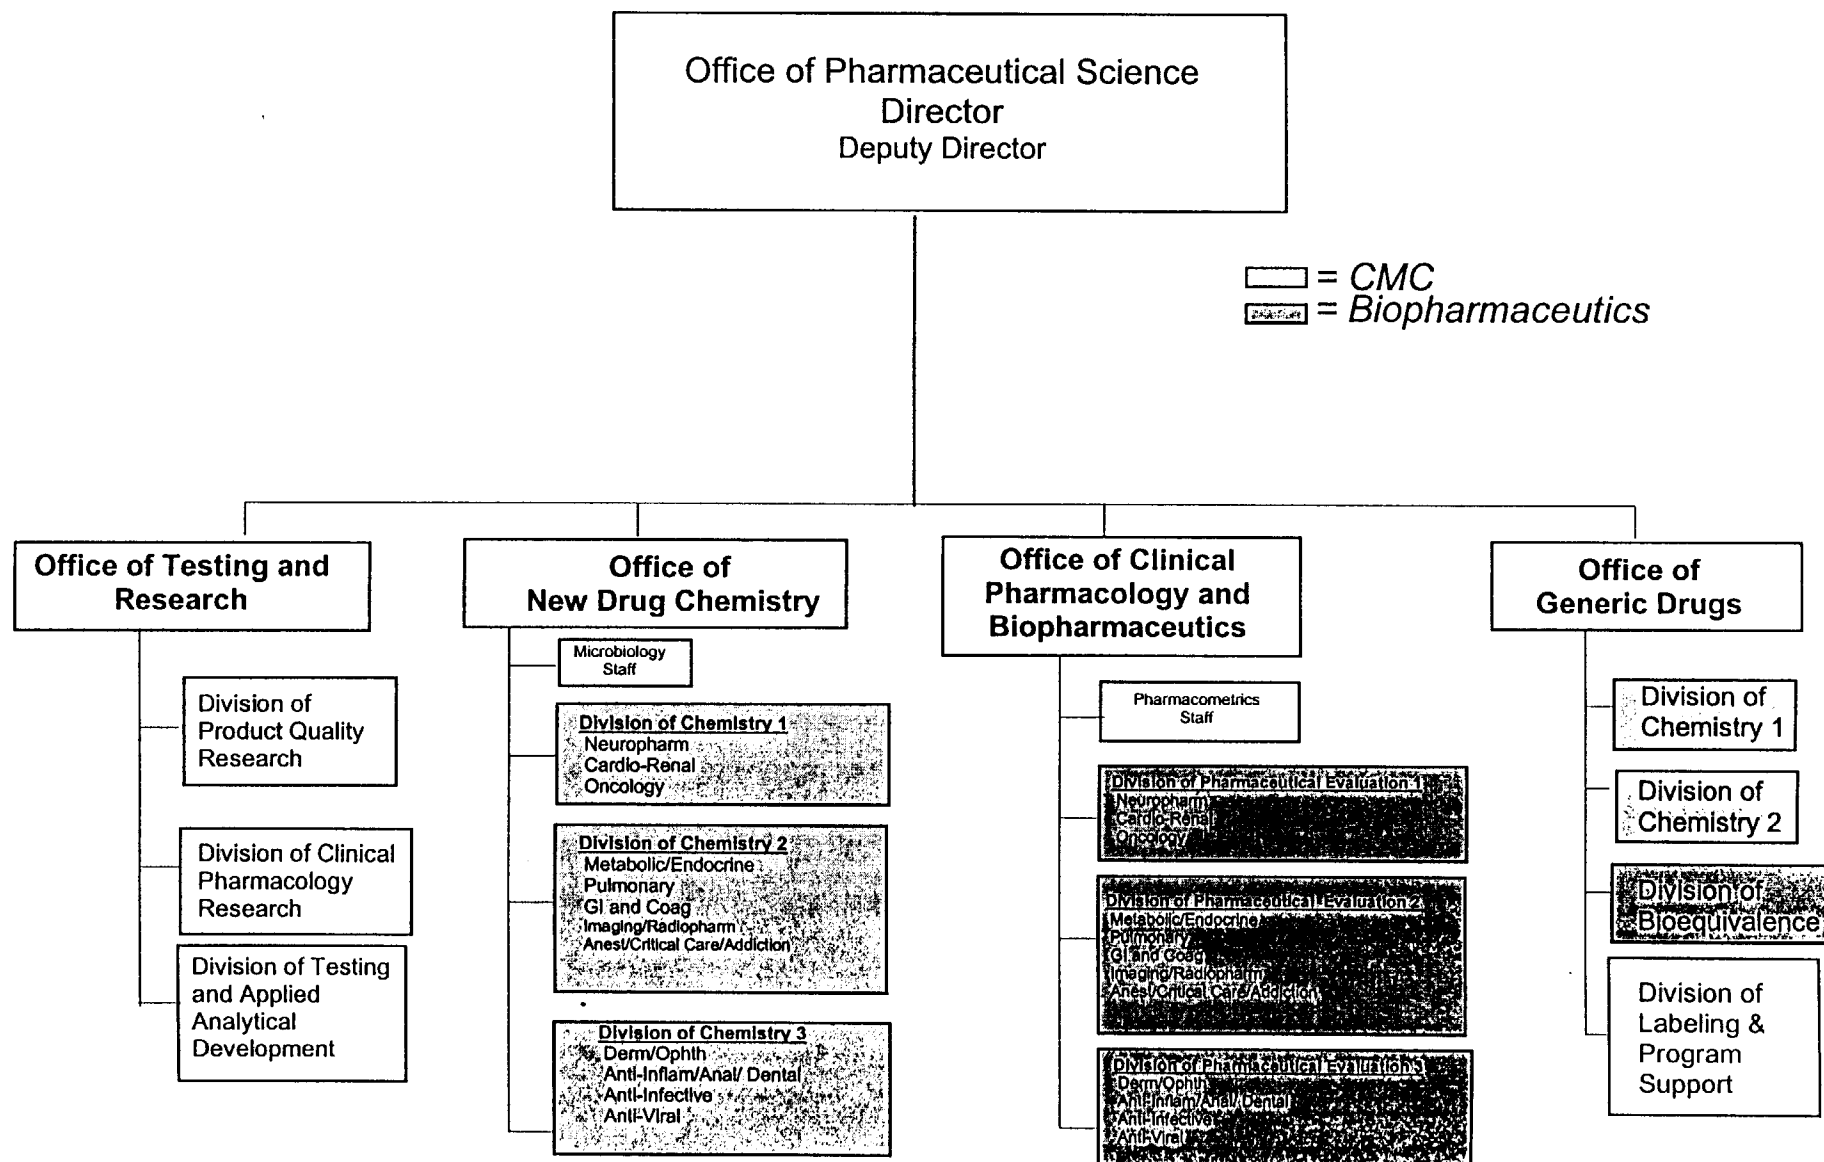 Office of Pharmaceutical Science
Director
Deputy Director
= CMC
= Biopharmaceutics
Office of Testing and
Research
Division of
Product Quality
Research
Division of Clinical
Pharmacology
Research
Division of Testing
and Applied
Analytical
Development
Office of
New Drug Chemistry
Microbiology
Staff
Division of Chemistry 1
Neuropharm
Cardio-Renal
Oncology
Division of Chemistry 2
Metabolic/Endocrine
Pulmonary
GI and Coag
Imaging/Radiopharm
Anest/Critical Care/Addiction
Division of Chemistry 3
Derm/Ophth
Anti-Inflam/Anal/ Dental
Anti-Infective
Anti-Viral
Office of Clinical
Pharmacology and
Biopharmaceutics
Pharmacometrics
Staff
Division of Pharmaceutical Evaluation 1
Neuropharm
Cardio-Renal
Oncology
Division of Pharmaceutical Evaluation 2
Metabolic/Endocrine
Pulmonary
GI and Coag
Imaging/Radiopharm
Anest/Critical Care/Addiction
Division of Pharmaceutical Evaluation 3
Derm/Ophth
Anti-Inflam/Anal/ Dental
Anti-Infective
Anti-Viral
Office of
Generic Drugs
Division of
Chemistry 1
Division of
Chemistry 2
Division of
Bioequivalence
Division of
Labeling &
Program
Support